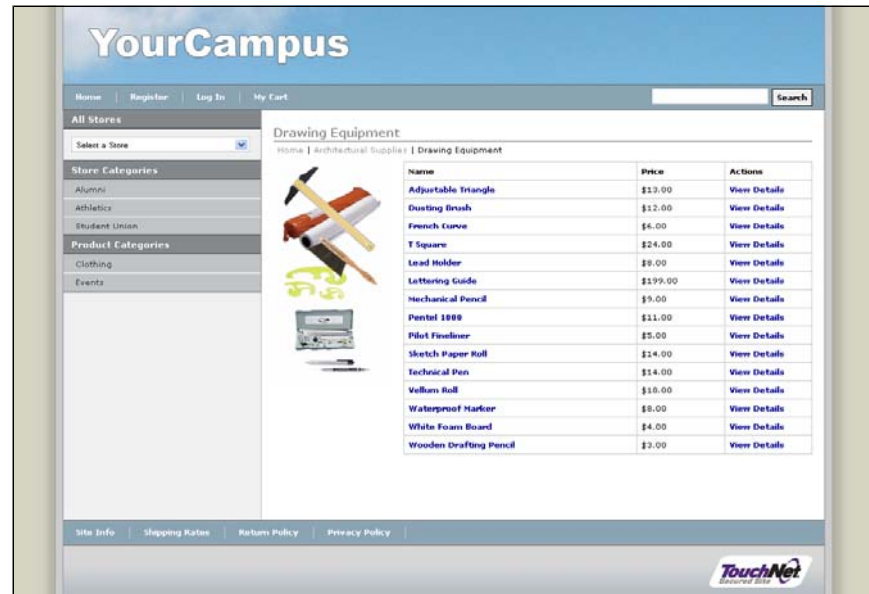 YourCampus
Home | Register | Log In | My Cart Search
All Stores
Select a Store
Store Categories
Alumni
Athletics
Student Union
Product Categories
Clothing
Events
Drawing Equipment
Home | Architectural Supplies | Drawing Equipment
Name Price Actions
Adjustable Triangle $13.00 View Details
Dusting Brush $12.00 View Details
French Curve $6.00 View Details
T Square $24.00 View Details
Lead Holder $8.00 View Details
Lettering Guide $199.00 View Details
Mechanical Pencil $9.00 View Details
Pentel 1000 $11.00 View Details
Pilot Fineliner $5.00 View Details
Sketch Paper Roll $14.00 View Details
Technical Pen $14.00 View Details
Vellum Roll $18.00 View Details
Waterproof Marker $8.00 View Details
White Foam Board $4.00 View Details
Wooden Drafting Pencil $3.00 View Details
Site Info | Shipping Rates | Return Policy | Privacy Policy
TouchNet
Secured Site